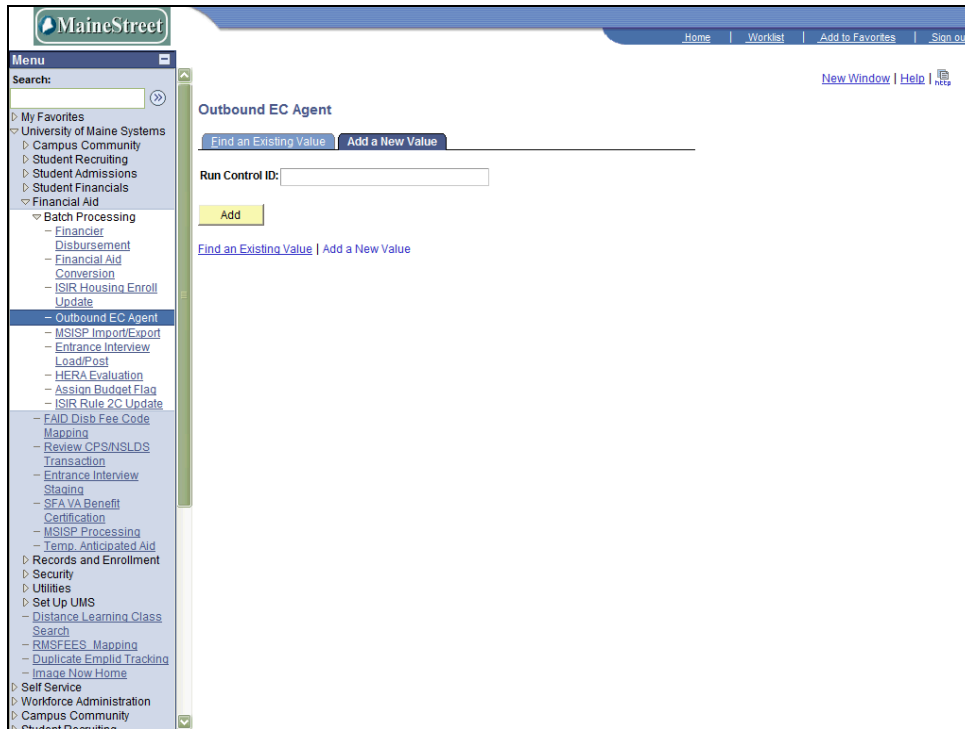 MaineStreet
Home | Worklist | Add to Favorites | Sign ou
Menu
Search:
My Favorites
University of Maine Systems
Campus Community
Student Recruiting
Student Admissions
Student Financials
Financial Aid
Batch Processing
– Financier
Disbursement
– Financial Aid
Conversion
– ISIR Housing Enroll
Update
– Outbound EC Agent
– MSISP Import/Export
– Entrance Interview
Load/Post
– HERA Evaluation
– Assign Budget Flag
– ISIR Rule 2C Update
– FAID Disb Fee Code
Mapping
– Review CPS/NSLDS
Transaction
– Entrance Interview
Staging
– SFA VA Benefit
Certification
– MSISP Processing
– Temp. Anticipated Aid
Records and Enrollment
Security
Utilities
Set Up UMS
– Distance Learning Class
Search
– RMSFEES_Mapping
– Duplicate Emplid Tracking
– Image Now Home
Self Service
Workforce Administration
Campus Community
Student Recruiting
New Window | Help | http
Outbound EC Agent
Find an Existing Value Add a New Value
Run Control ID:
Add
Find an Existing Value | Add a New Value